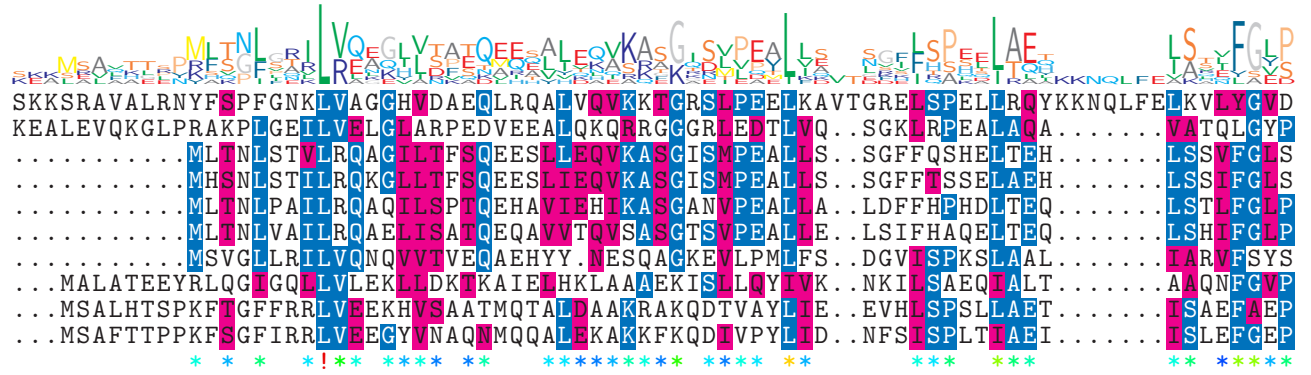 SKKSRAVALRNYFSPFGNKLVAGGHVDAEQLRQALVQVKKTGRSLPEELKAVTGRELSPELLRQYKKNQLFELKVLYGVD
KEALEVQKGLPRAKPLGEILVELGLARPEDVEEALQKQRRGGGRLEDTLVQ..SGKLRPEALAQA.......VATQLGYP
...........MLTNLSTVLRQAGILTFSQEESLLEQVKASGISMPEALLS..SGFFQSHELTEH.......LSSVFGLS
...........MHSNLSTILRQKGLLTFSQEESLIEQVKASGISMPEALLS..SGFFTSSELAEH.......LSSIFGLS
...........MLTNLPAILRQAQILSPTQEHAVIEHIKASGANVPEALLA..LDFFHPHDLTEQ.......LSTLFGLP
...........MLTNLVAILRQAELISATQEQAVVTQVSASGTSVPEALLE..LSIFHAQELTEQ.......LSHIFGLP
...........MSVGLLRILVQNQVVTVEQAEHYY.NESQAGKEVLPMLFS..DGVISPKSLAAL.......IARVFSYS
...MALATEEYRLQGIGQLLVLEKLLDKTKAIELHKLAAAEKISLLQYIVK..NKILSAEQIALT.......AAQNFGVP
...MSALHTSPKFTGFFRRLVEEKHVSAATMQTALDAAKRAKQDTVAYLIE..EVHLSPSLLAET.......ISAEFAEP
...MSAFTTPPKFSGFIRRLVEEGYVNAQNMQQALEKAKKFKQDIVPYLID..NFSISPLTIAEI.......ISLEFGEP